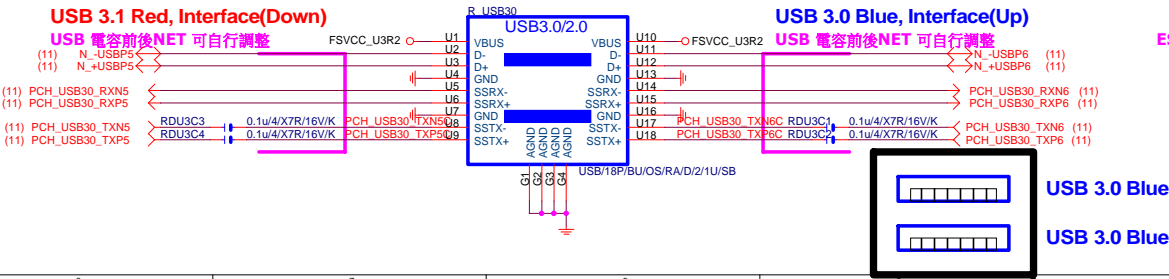 R_USB30
USB 3.1 Red, Interface(Down)
USB3.0/2.0
USB 3.0 Blue, Interface(Up)
USB 電容前後NET 可自行調整
FSVCC_U3R2
U1
VBUS
VBUS
U10
FSVCC_U3R2
USB 電容前後NET 可自行調整
ES
(11) N_-USBP5
U2
D-
D-
U11
N_-USBP6 (11)
(11) N_+USBP5
U3
D+
D+
U12
N_+USBP6 (11)
U4
GND
GND
U13
(11) PCH_USB30_RXN5
U5
SSRX-
SSRX-
U14
PCH_USB30_RXN6 (11)
(11) PCH_USB30_RXP5
U6
SSRX+
SSRX+
U15
PCH_USB30_RXP6 (11)
U7
GND
GND
U16
(11) PCH_USB30_TXN5
RDU3C3
0.1u/4/X7R/16V/K
PCH_USB30_TXN5C
U8
SSTX-
SSTX-
U17
PCH_USB30_TXN6C
RDU3C1
0.1u/4/X7R/16V/K
PCH_USB30_TXN6 (11)
(11) PCH_USB30_TXP5
RDU3C4
0.1u/4/X7R/16V/K
PCH_USB30_TXP5C
U9
SSTX+
SSTX+
U18
PCH_USB30_TXP6C
RDU3C2
0.1u/4/X7R/16V/K
PCH_USB30_TXP6 (11)
AGND
AGND
AGND
AGND
USB/18P/BU/OS/RA/D/2/1U/SB
G1
G2
G3
G4
USB 3.0 Blue
USB 3.0 Blue